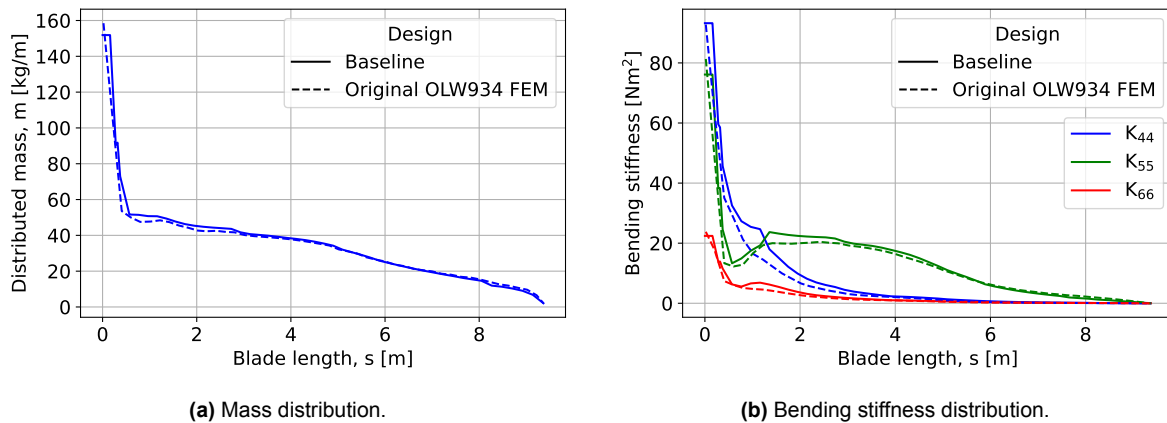 160
140
120
100
80
60
40
20
0
Distributed mass, m [kg/m]
Design
Baseline
Original OLW934 FEM
0 2 4 6 8
Blade length, s [m]
(a) Mass distribution.
80
60
40
20
0
Bending stiffness [Nm²]
Design
Baseline
Original OLW934 FEM
K₄₄
K₅₅
K₆₆
0 2 4 6 8
Blade length, s [m]
(b) Bending stiffness distribution.